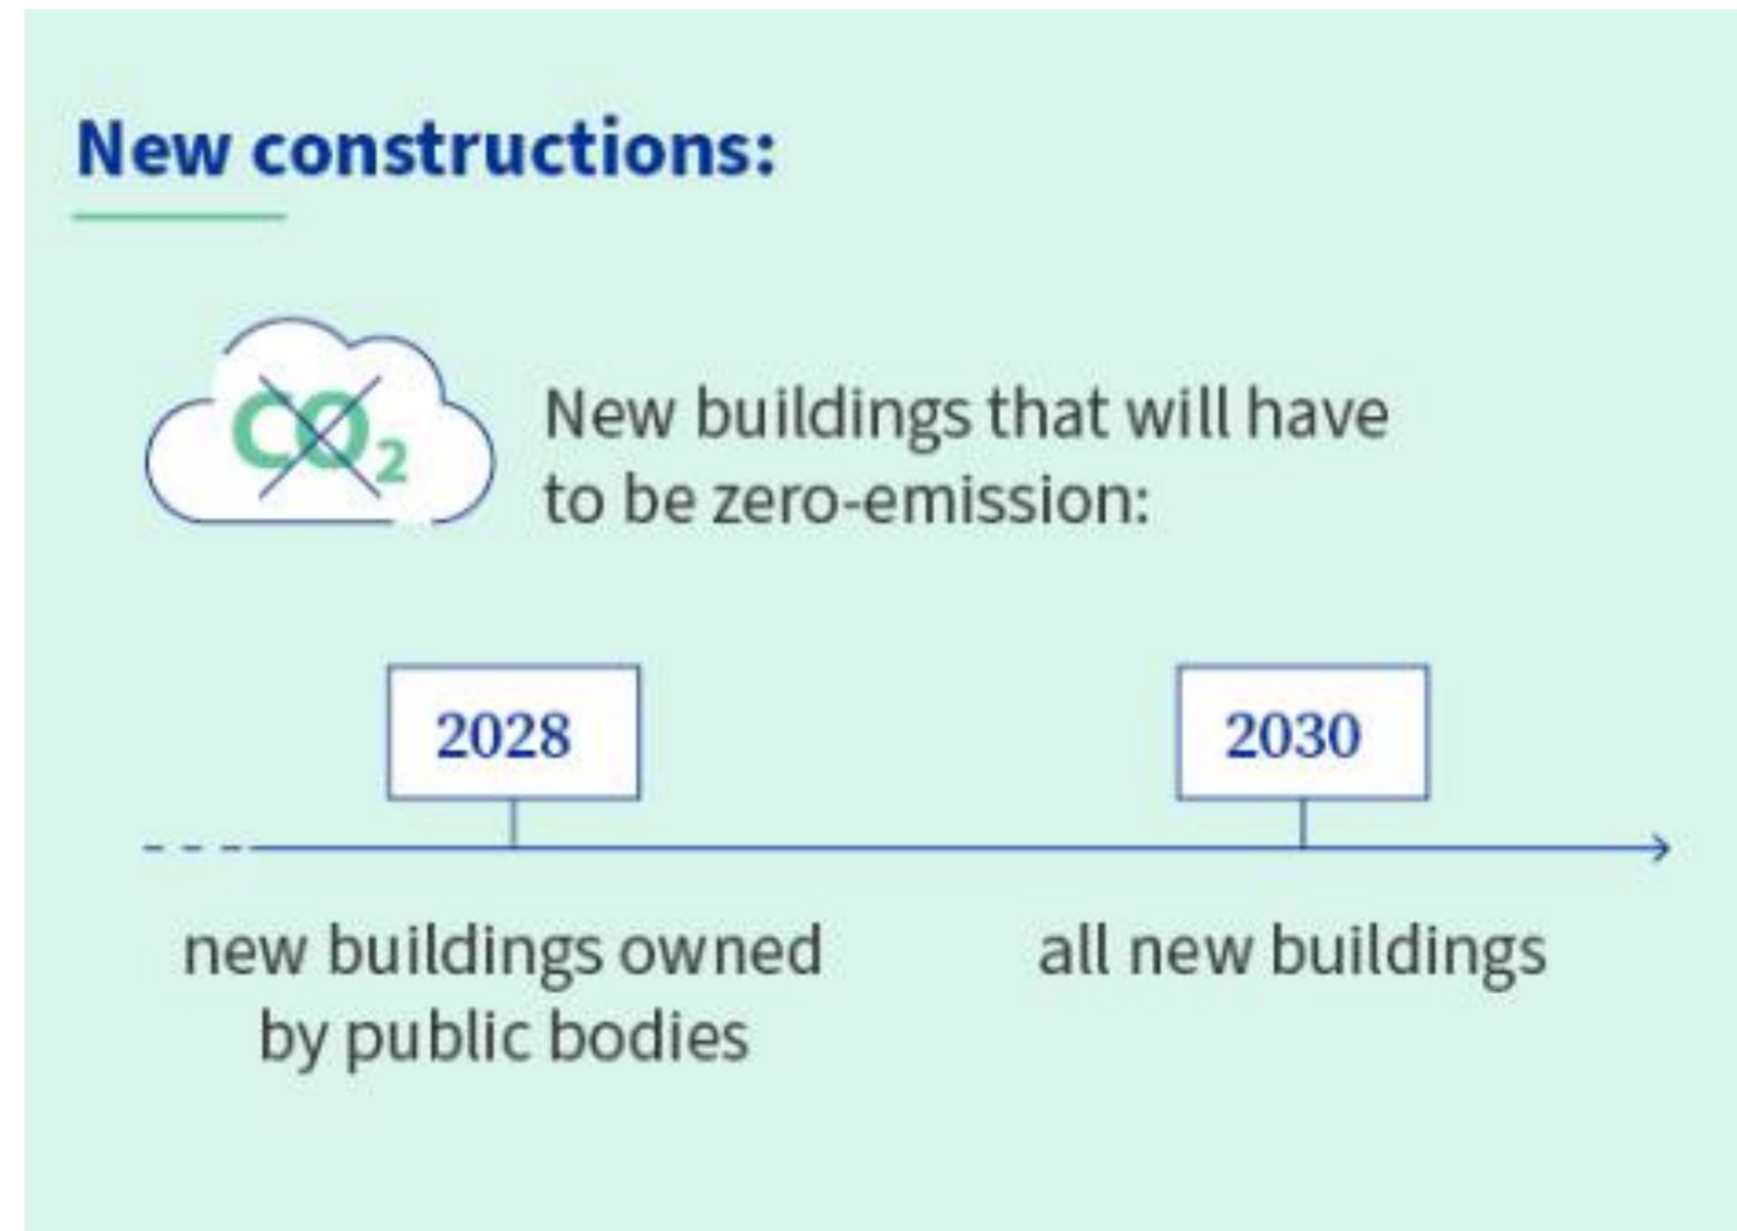 New constructions:
CO₂
New buildings that will have
to be zero-emission:
2028
2030
new buildings owned
by public bodies
all new buildings